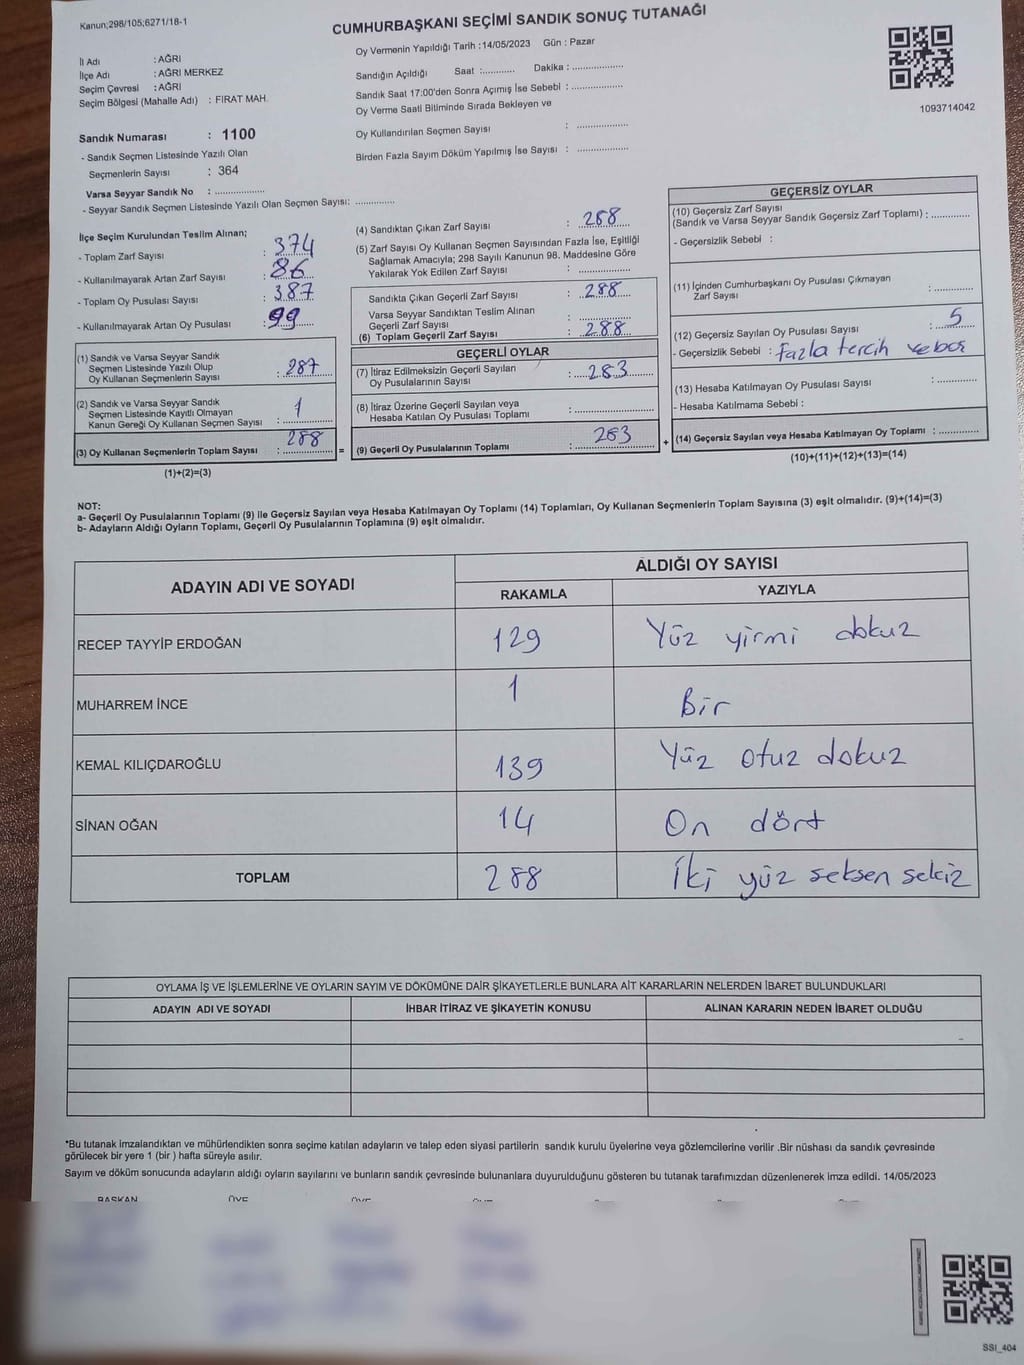 Kanun;298/105;6271/18-1
CUMHURBAŞKANI SEÇİMİ SANDIK SONUÇ TUTANAĞI
İl Adı : AĞRI
İlçe Adı : AĞRI MERKEZ
Seçim Çevresi : AĞRI
Seçim Bölgesi (Mahalle Adı) : FIRAT MAH.
Sandık Numarası : 1100
- Sandık Seçmen Listesinde Yazılı Olan
Seçmenlerin Sayısı : 364
Varsa Seyyar Sandık No : ..................
- Seyyar Sandık Seçmen Listesinde Yazılı Olan Seçmen Sayısı: ..............
Oy Vermenin Yapıldığı Tarih :14/05/2023 Gün : Pazar
Sandığın Açıldığı Saat :............ Dakika : ..................
Sandık Saat 17:00'den Sonra Açımış İse Sebebi : ..................
Oy Verme Saati Bitiminde Sırada Bekleyen ve
Oy Kullandırılan Seçmen Sayısı : ..................
Birden Fazla Sayım Döküm Yapılmış İse Sayısı : ..................
1093714042
İlçe Seçim Kurulundan Teslim Alınan;
- Toplam Zarf Sayısı : 374
- Kullanılmayarak Artan Zarf Sayısı : 86
- Toplam Oy Pusulası Sayısı : 387
- Kullanılmayarak Artan Oy Pusulası : 99
(1) Sandık ve Varsa Seyyar Sandık
Seçmen Listesinde Yazılı Olup
Oy Kullanan Seçmenlerin Sayısı : 287
(2) Sandık ve Varsa Seyyar Sandık
Seçmen Listesinde Kayıtlı Olmayan
Kanun Gereği Oy Kullanan Seçmen Sayısı : 1
(3) Oy Kullanan Seçmenlerin Toplam Sayısı : 288
(1)+(2)=(3)
=
(4) Sandıktan Çıkan Zarf Sayısı : 288
(5) Zarf Sayısı Oy Kullanan Seçmen Sayısından Fazla İse, Eşitliği
Sağlamak Amacıyla; 298 Sayılı Kanunun 98. Maddesine Göre
Yakılarak Yok Edilen Zarf Sayısı : ..................
Sandıkta Çıkan Geçerli Zarf Sayısı : 288
Varsa Seyyar Sandıktan Teslim Alınan
Geçerli Zarf Sayısı : ..................
(6) Toplam Geçerli Zarf Sayısı : 288
GEÇERLİ OYLAR
(7) İtiraz Edilmeksizin Geçerli Sayılan
Oy Pusulalarının Sayısı : 283
(8) İtiraz Üzerine Geçerli Sayılan veya
Hesaba Katılan Oy Pusulası Toplamı : ..................
(9) Geçerli Oy Pusulalarının Toplamı : 283
+
GEÇERSİZ OYLAR
(10) Geçersiz Zarf Sayısı
(Sandık ve Varsa Seyyar Sandık Geçersiz Zarf Toplamı) : ..............
- Geçersizlik Sebebi :
(11) İçinden Cumhurbaşkanı Oy Pusulası Çıkmayan
Zarf Sayısı : ..............
(12) Geçersiz Sayılan Oy Pusulası Sayısı : 5
- Geçersizlik Sebebi : fazla tercih ve boş
(13) Hesaba Katılmayan Oy Pusulası Sayısı : ..............
- Hesaba Katılmama Sebebi :
(14) Geçersiz Sayılan veya Hesaba Katılmayan Oy Toplamı : ..............
(10)+(11)+(12)+(13)=(14)
NOT:
a- Geçerli Oy Pusulalarının Toplamı (9) ile Geçersiz Sayılan veya Hesaba Katılmayan Oy Toplamı (14) Toplamları, Oy Kullanan Seçmenlerin Toplam Sayısına (3) eşit olmalıdır. (9)+(14)=(3)
b- Adayların Aldığı Oyların Toplamı, Geçerli Oy Pusulalarının Toplamına (9) eşit olmalıdır.
ADAYIN ADI VE SOYADI ALDIĞI OY SAYISI
RAKAMLA YAZIYLA
RECEP TAYYİP ERDOĞAN 129 Yüz yirmi dokuz
MUHARREM İNCE 1 Bir
KEMAL KILIÇDAROĞLU 139 Yüz otuz dokuz
SİNAN OĞAN 14 On dört
TOPLAM 288 İki yüz seksen sekiz
OYLAMA İŞ VE İŞLEMLERİNE VE OYLARIN SAYIM VE DÖKÜMÜNE DAİR ŞİKAYETLERLE BUNLARA AİT KARARLARIN NELERDEN İBARET BULUNDUKLARI
ADAYIN ADI VE SOYADI İHBAR İTİRAZ VE ŞİKAYETİN KONUSU ALINAN KARARIN NEDEN İBARET OLDUĞU
*Bu tutanak imzalandıktan ve mühürlendikten sonra seçime katılan adayların ve talep eden siyasi partilerin sandık kurulu üyelerine veya gözlemcilerine verilir .Bir nüshası da sandık çevresinde
görülecek bir yere 1 (bir ) hafta süreyle asılır.
Sayım ve döküm sonucunda adayların aldığı oyların sayılarını ve bunların sandık çevresinde bulunanlara duyurulduğunu gösteren bu tutanak tarafımızdan düzenlenerek imza edildi. 14/05/2023
BAŞKAN ÜYE ÜYE
SSI_404